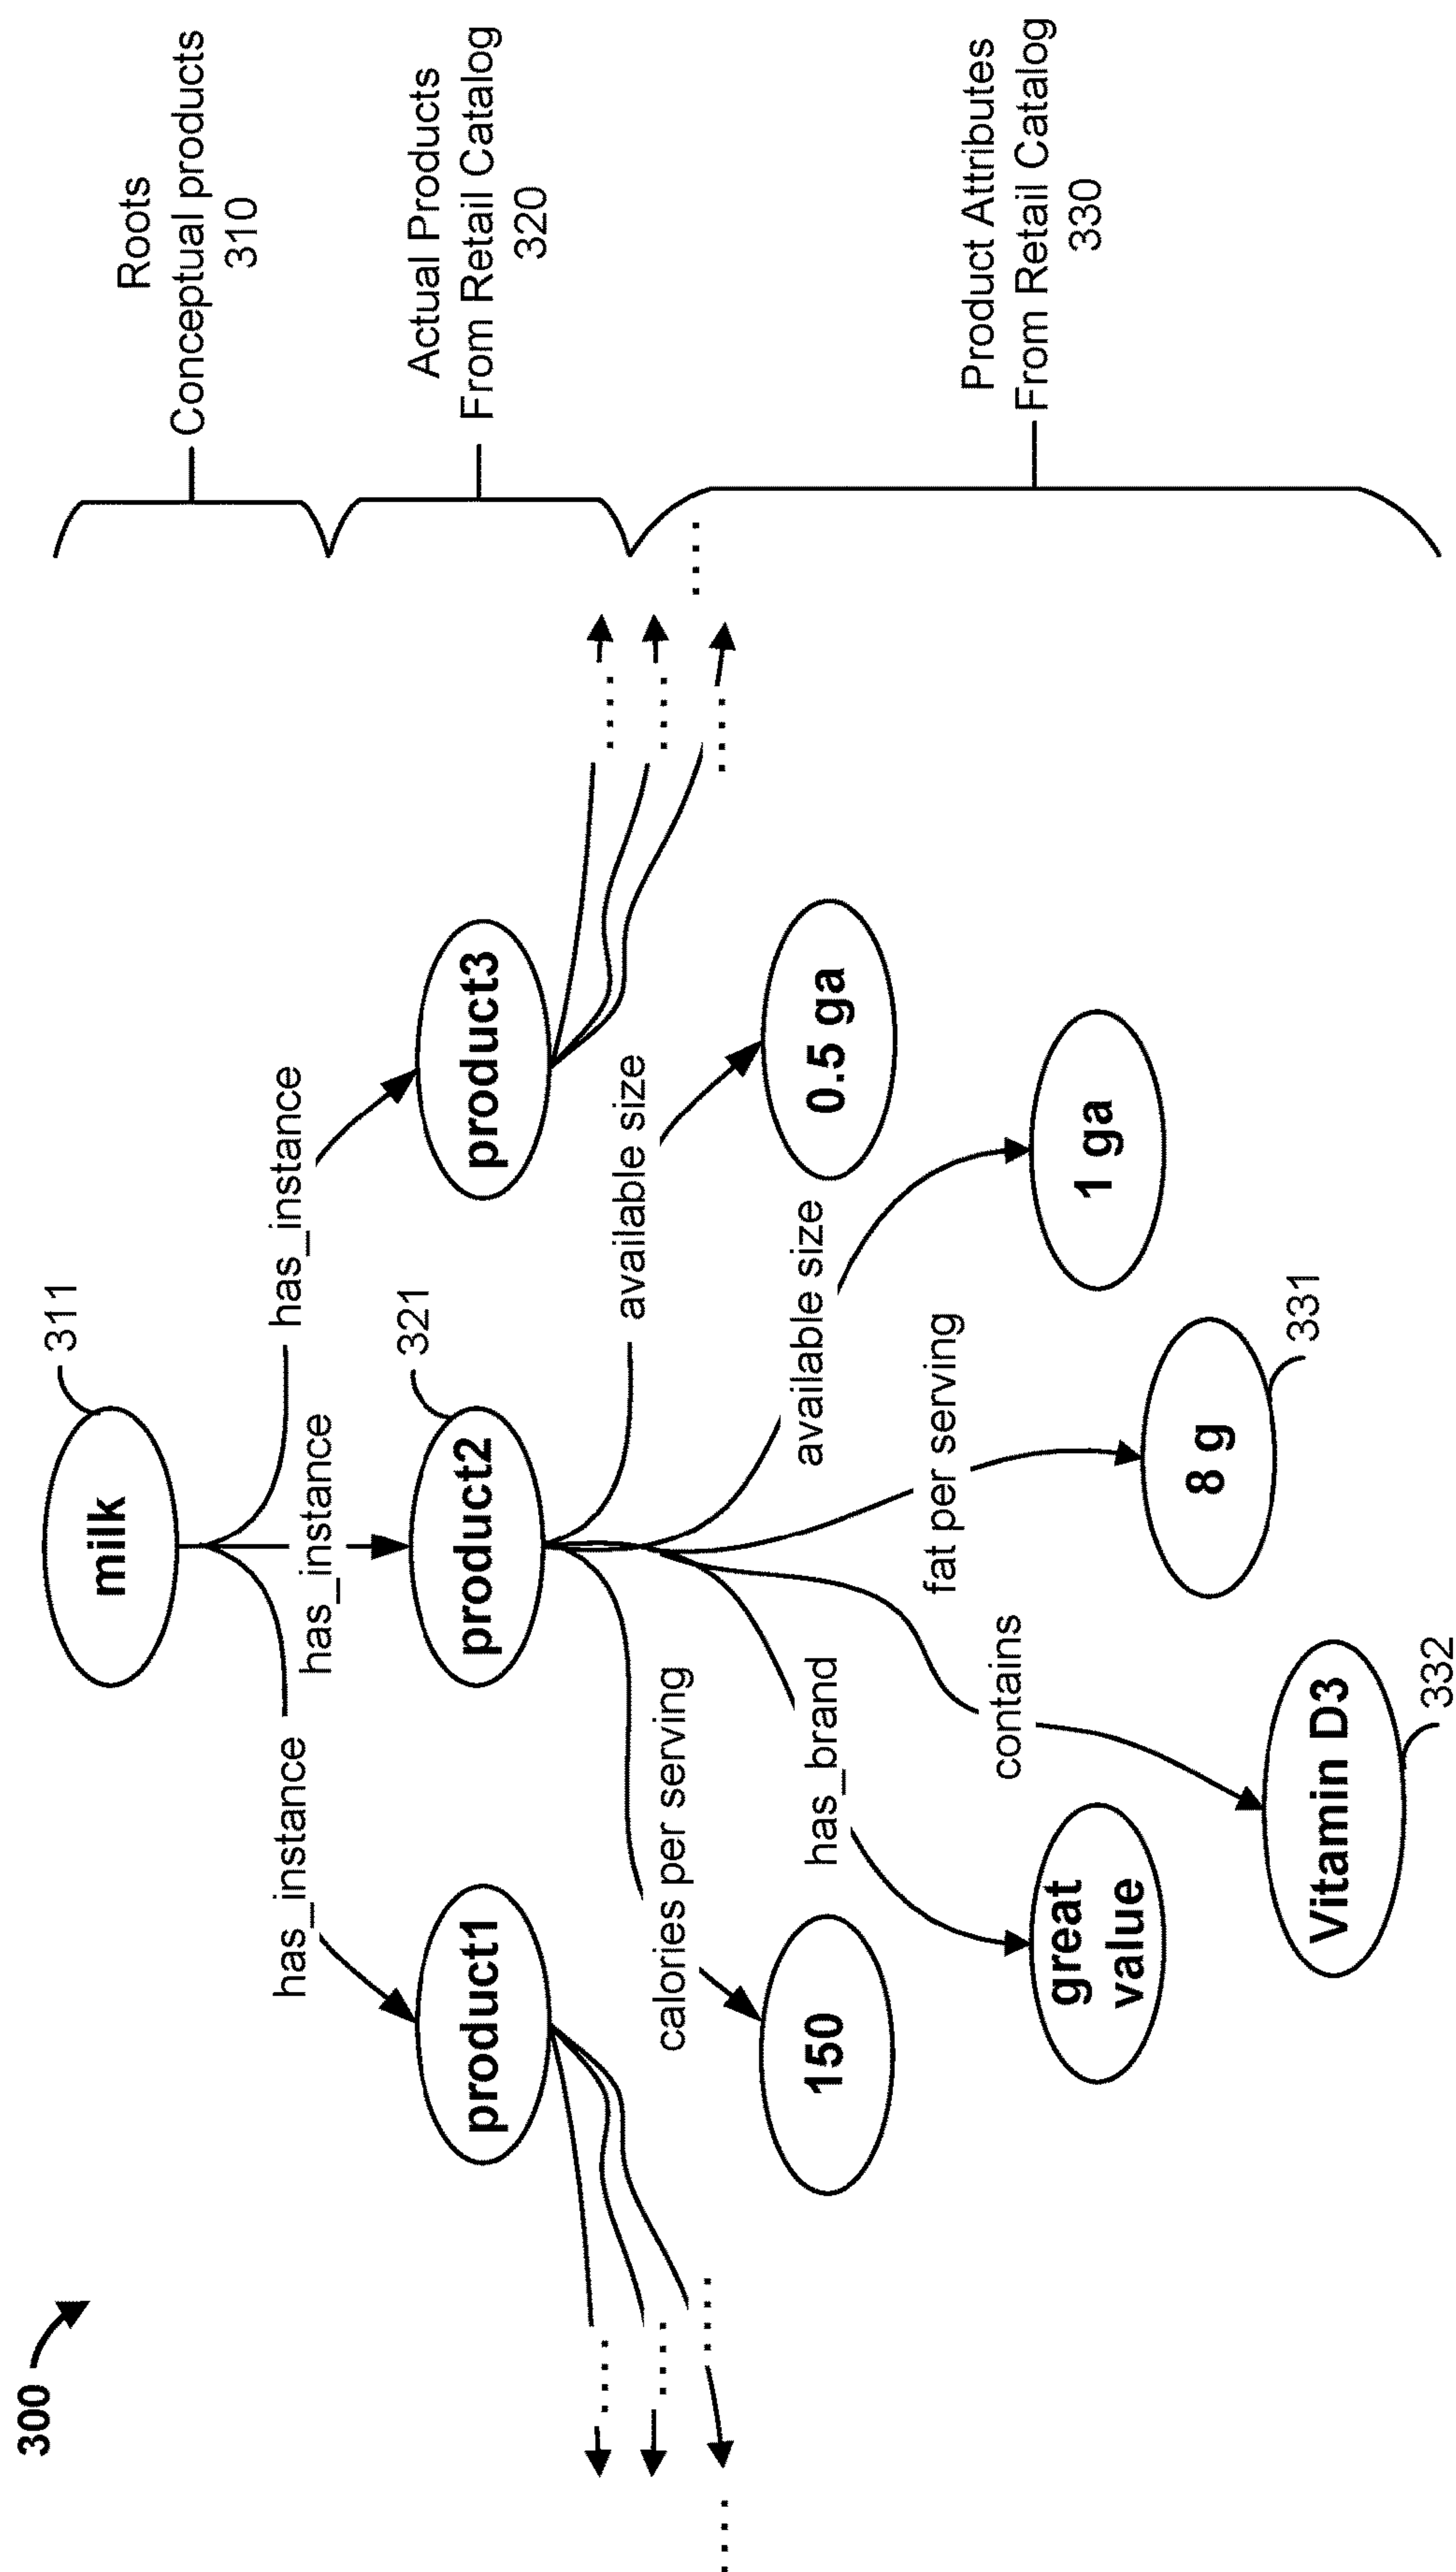 300
311
milk
Roots
Conceptual products
310
has_instance
has_instance
has_instance
321
product1
product2
product3
Actual Products
From Retail Catalog
320
calories per serving
available size
150
0.5 ga
has_brand
available size
great
value
1 ga
fat per serving
contains
8 g
331
Vitamin D3
332
Product Attributes
From Retail Catalog
330